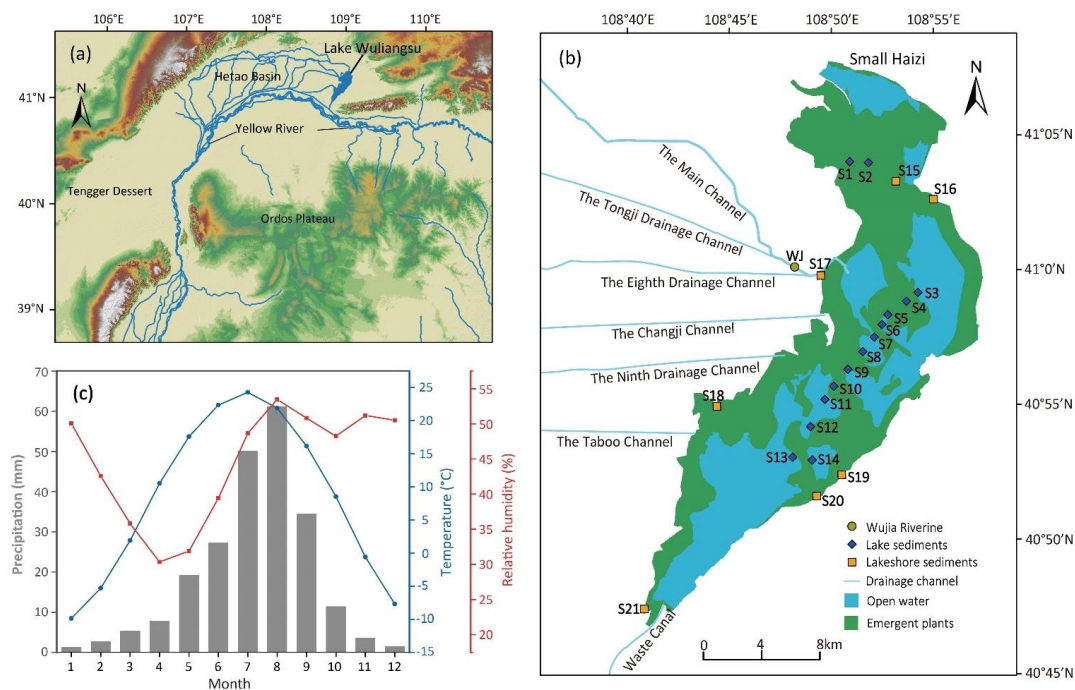 106°E 107°E 108°E 109°E 110°E
(a)
Lake Wuliangsu
Hetao Basin
N
41°N
Yellow River
Tengger Dessert
40°N
Ordos Plateau
39°N
108°40'E 108°45'E 108°50'E 108°55'E
(b)
Small Haizi
N
41°05'N
S1 S2 S15
S16
The Main Channel
The Tongji Drainage Channel
WJ
S17
41°0'N
The Eighth Drainage Channel
S3
S4
S5
S6
The Changji Channel
S7
S8
The Ninth Drainage Channel
S9
S10
S18
S11
40°55'N
S12
The Taboo Channel
S13 S14
S19
S20
Wujia Riverine
Lake sediments
Lakeshore sediments
40°50'N
Drainage channel
Open water
S21
Emergent plants
Waste Canal
0 4 8km
40°45'N
(c)
Precipitation (mm)
70
60
50
40
30
20
10
0
1 2 3 4 5 6 7 8 9 10 11 12
Month
25
20
15
10
5
0
-5
-10
-15
Temperature (°C)
55
50
45
40
35
30
25
20
Relative humidity (%)